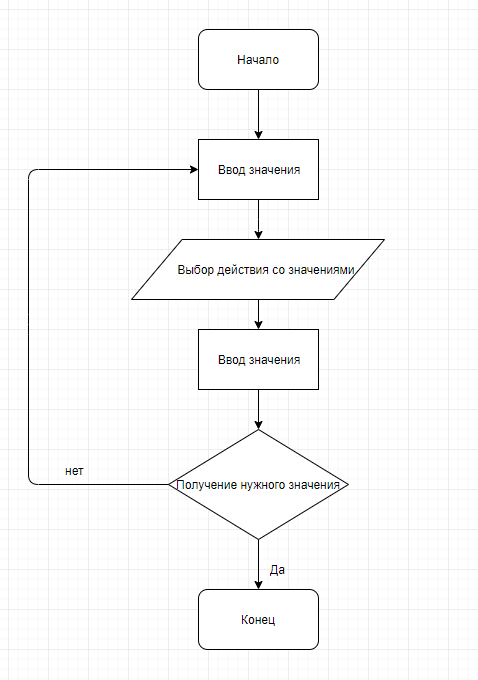 Начало
Ввод значения
Выбор действия со значениями
Ввод значения
нет
Получение нужного значения
Да
Конец